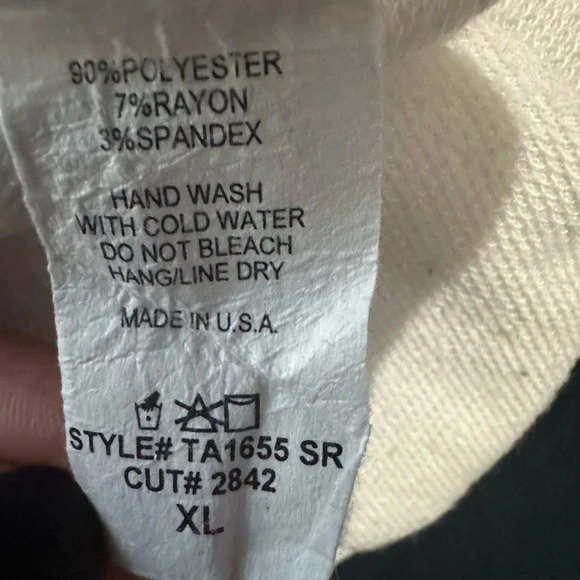 90%POLYESTER
7%RAYON
3%SPANDEX
HAND WASH
WITH COLD WATER
DO NOT BLEACH
HANG/LINE DRY
MADE IN U.S.A.
STYLE# TA1655 SR
CUT# 2842
XL